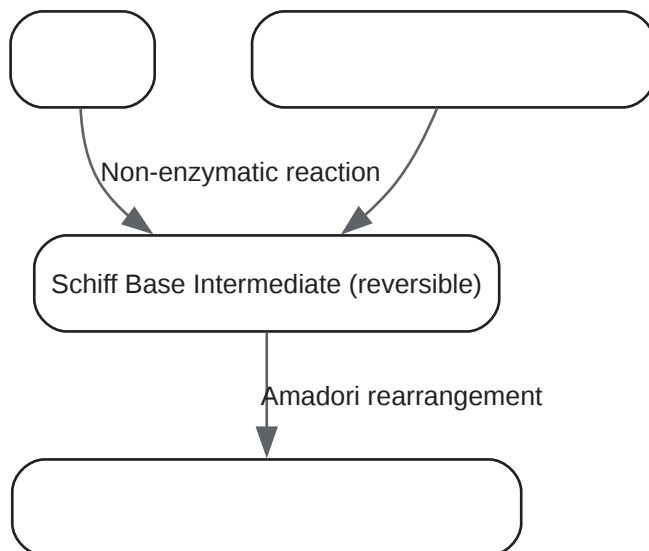 Non-enzymatic reaction
Schiff Base Intermediate (reversible)
Amadori rearrangement